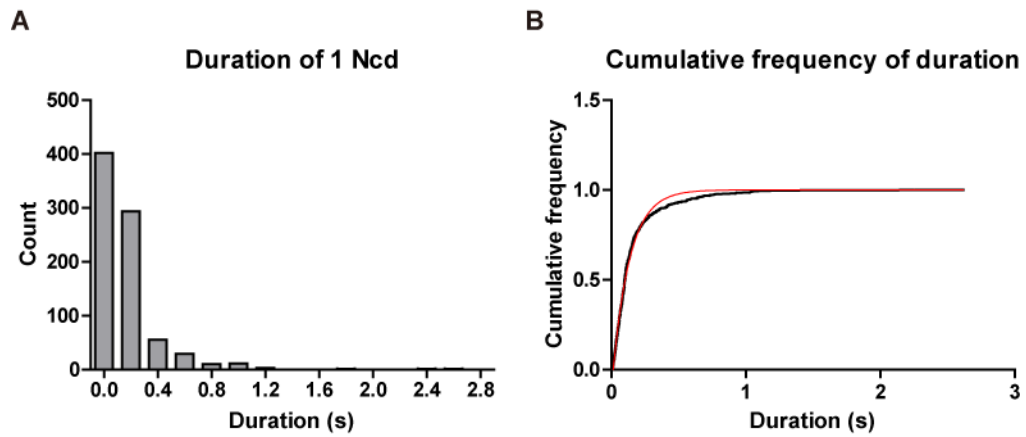 A
Duration of 1 Ncd
500
400
300
200
100
0
Count
0.0 0.4 0.8 1.2 1.6 2.0 2.4 2.8
Duration (s)
B
Cumulative frequency of duration
1.5
1.0
0.5
0.0
Cumulative frequency
0 1 2 3
Duration (s)